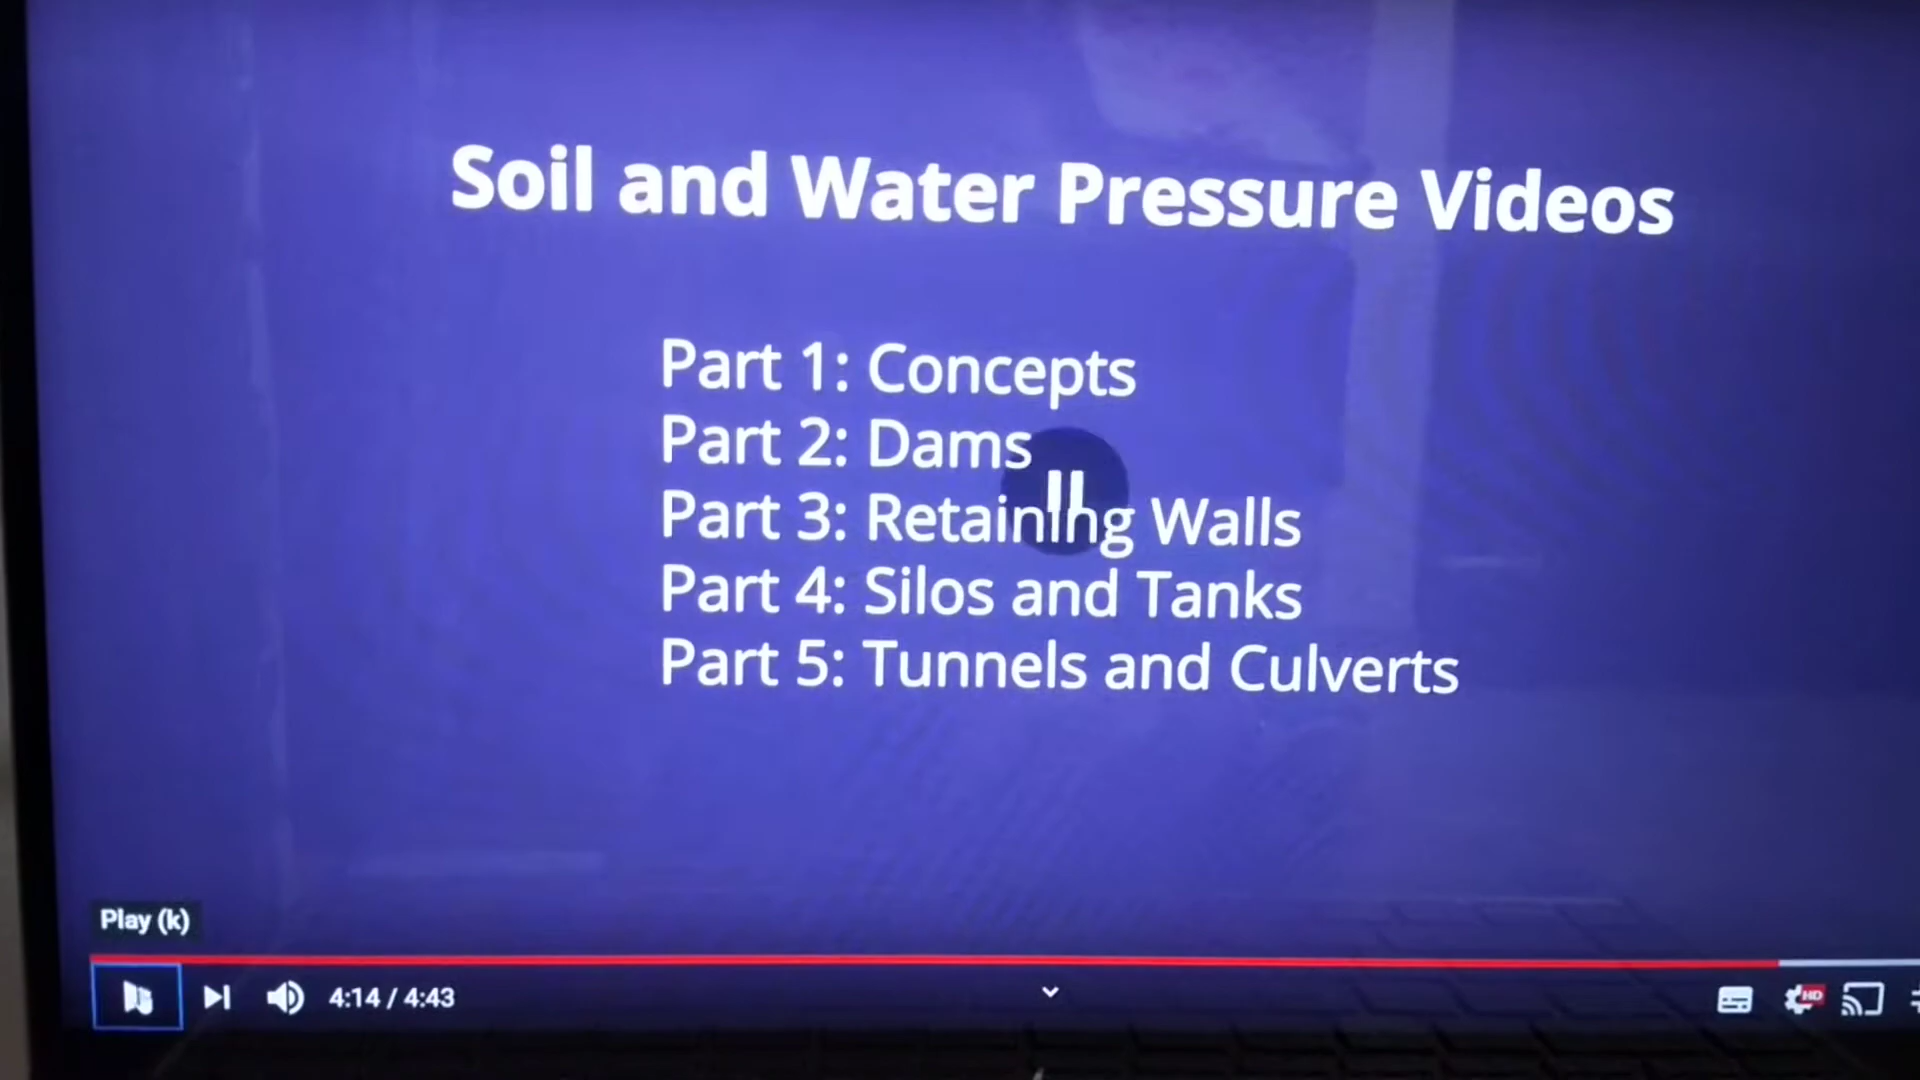 Soil and Water Pressure Videos
Part 1: Concepts
Part 2: Dams
Part 3: Retaining Walls
Part 4: Silos and Tanks
Part 5: Tunnels and Culverts
Play (k)
4:14 / 4:43
HD